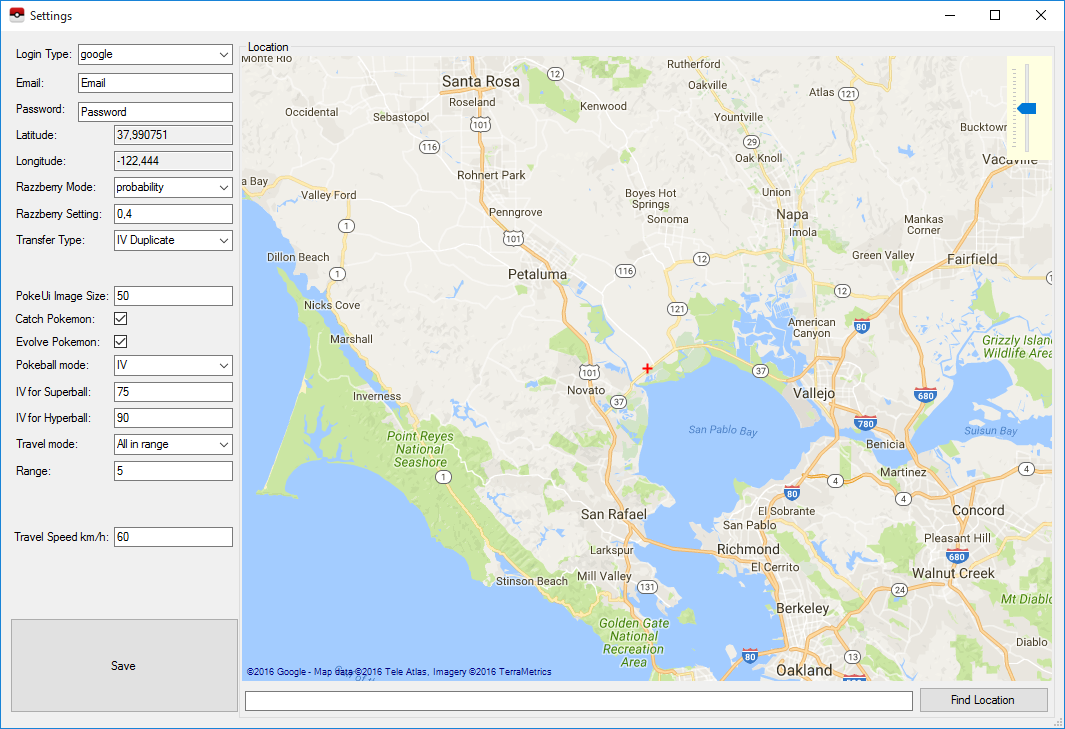 Settings
Login Type: google
Email: Email
Password: Password
Latitude: 37,990751
Longitude: -122,444
Razzberry Mode: probability
Razzberry Setting: 0,4
Transfer Type: IV Duplicate
PokeUi Image Size: 50
Catch Pokemon:
Evolve Pokemon:
Pokeball mode: IV
IV for Superball: 75
IV for Hyperball: 90
Travel mode: All in range
Range: 5
Travel Speed km/h: 60
Save
Location
Monte Rio
Rutherford
Santa Rosa
12
Oakville
Roseland
Kenwood
Atlas 121
Occidental
Sebastopol
101
Yountville
Bucktown
116
29
Oak Knoll
Vacaville
Rohnert Park
a Bay
Valley Ford
Boyes Hot
Springs
Union
Penngrove
Sonoma
Napa
Mankas
Corner
1
101
Imola
Dillon Beach
12
Green Valley
Fairfield
1
Petaluma
116
12
Nicks Cove
121
American
Canyon
80
Marshall
Grizzly Island
Wildlife Area
101
37
Novato
Inverness
37
Vallejo
680
780
Point Reyes
National
Seashore
San Pablo Bay
Suisun Bay
Benicia
1
Martinez
4
4
80
4
San Rafael
El Sobrante
Concord
San Pablo
Larkspur
Richmond
Pleasant Hill
680
El Cerrito
Walnut Creek
Stinson Beach
Mill Valley
131
24
Mt Diablo
Berkeley
Golden Gate
National
Recreation
Area
Diablo
80
13
Oakland
©2016 Google - Map data ©2016 Tele Atlas, Imagery ©2016 TerraMetrics
Find Location